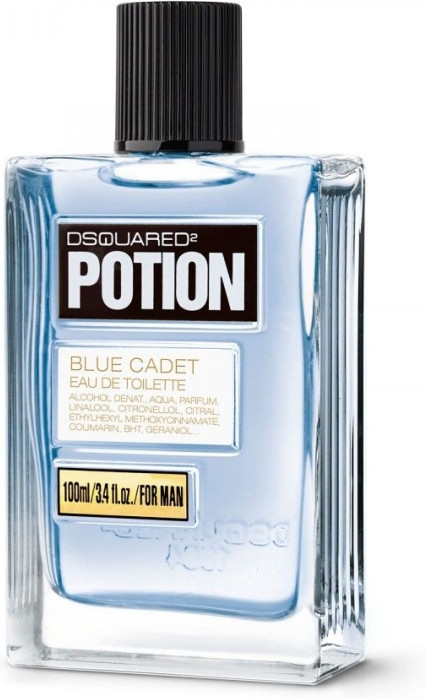 DSQUARED²
POTION
BLUE CADET
EAU DE TOILETTE
ALCOHOL DENAT., AQUA, PARFUM,
LINALOOL, CITRONELLOL, CITRAL,
ETHYLHEXYL METHOXYCINNAMATE,
COUMARIN, BHT, GERANIOL...
100ml/3.4 fl.oz./FOR MAN